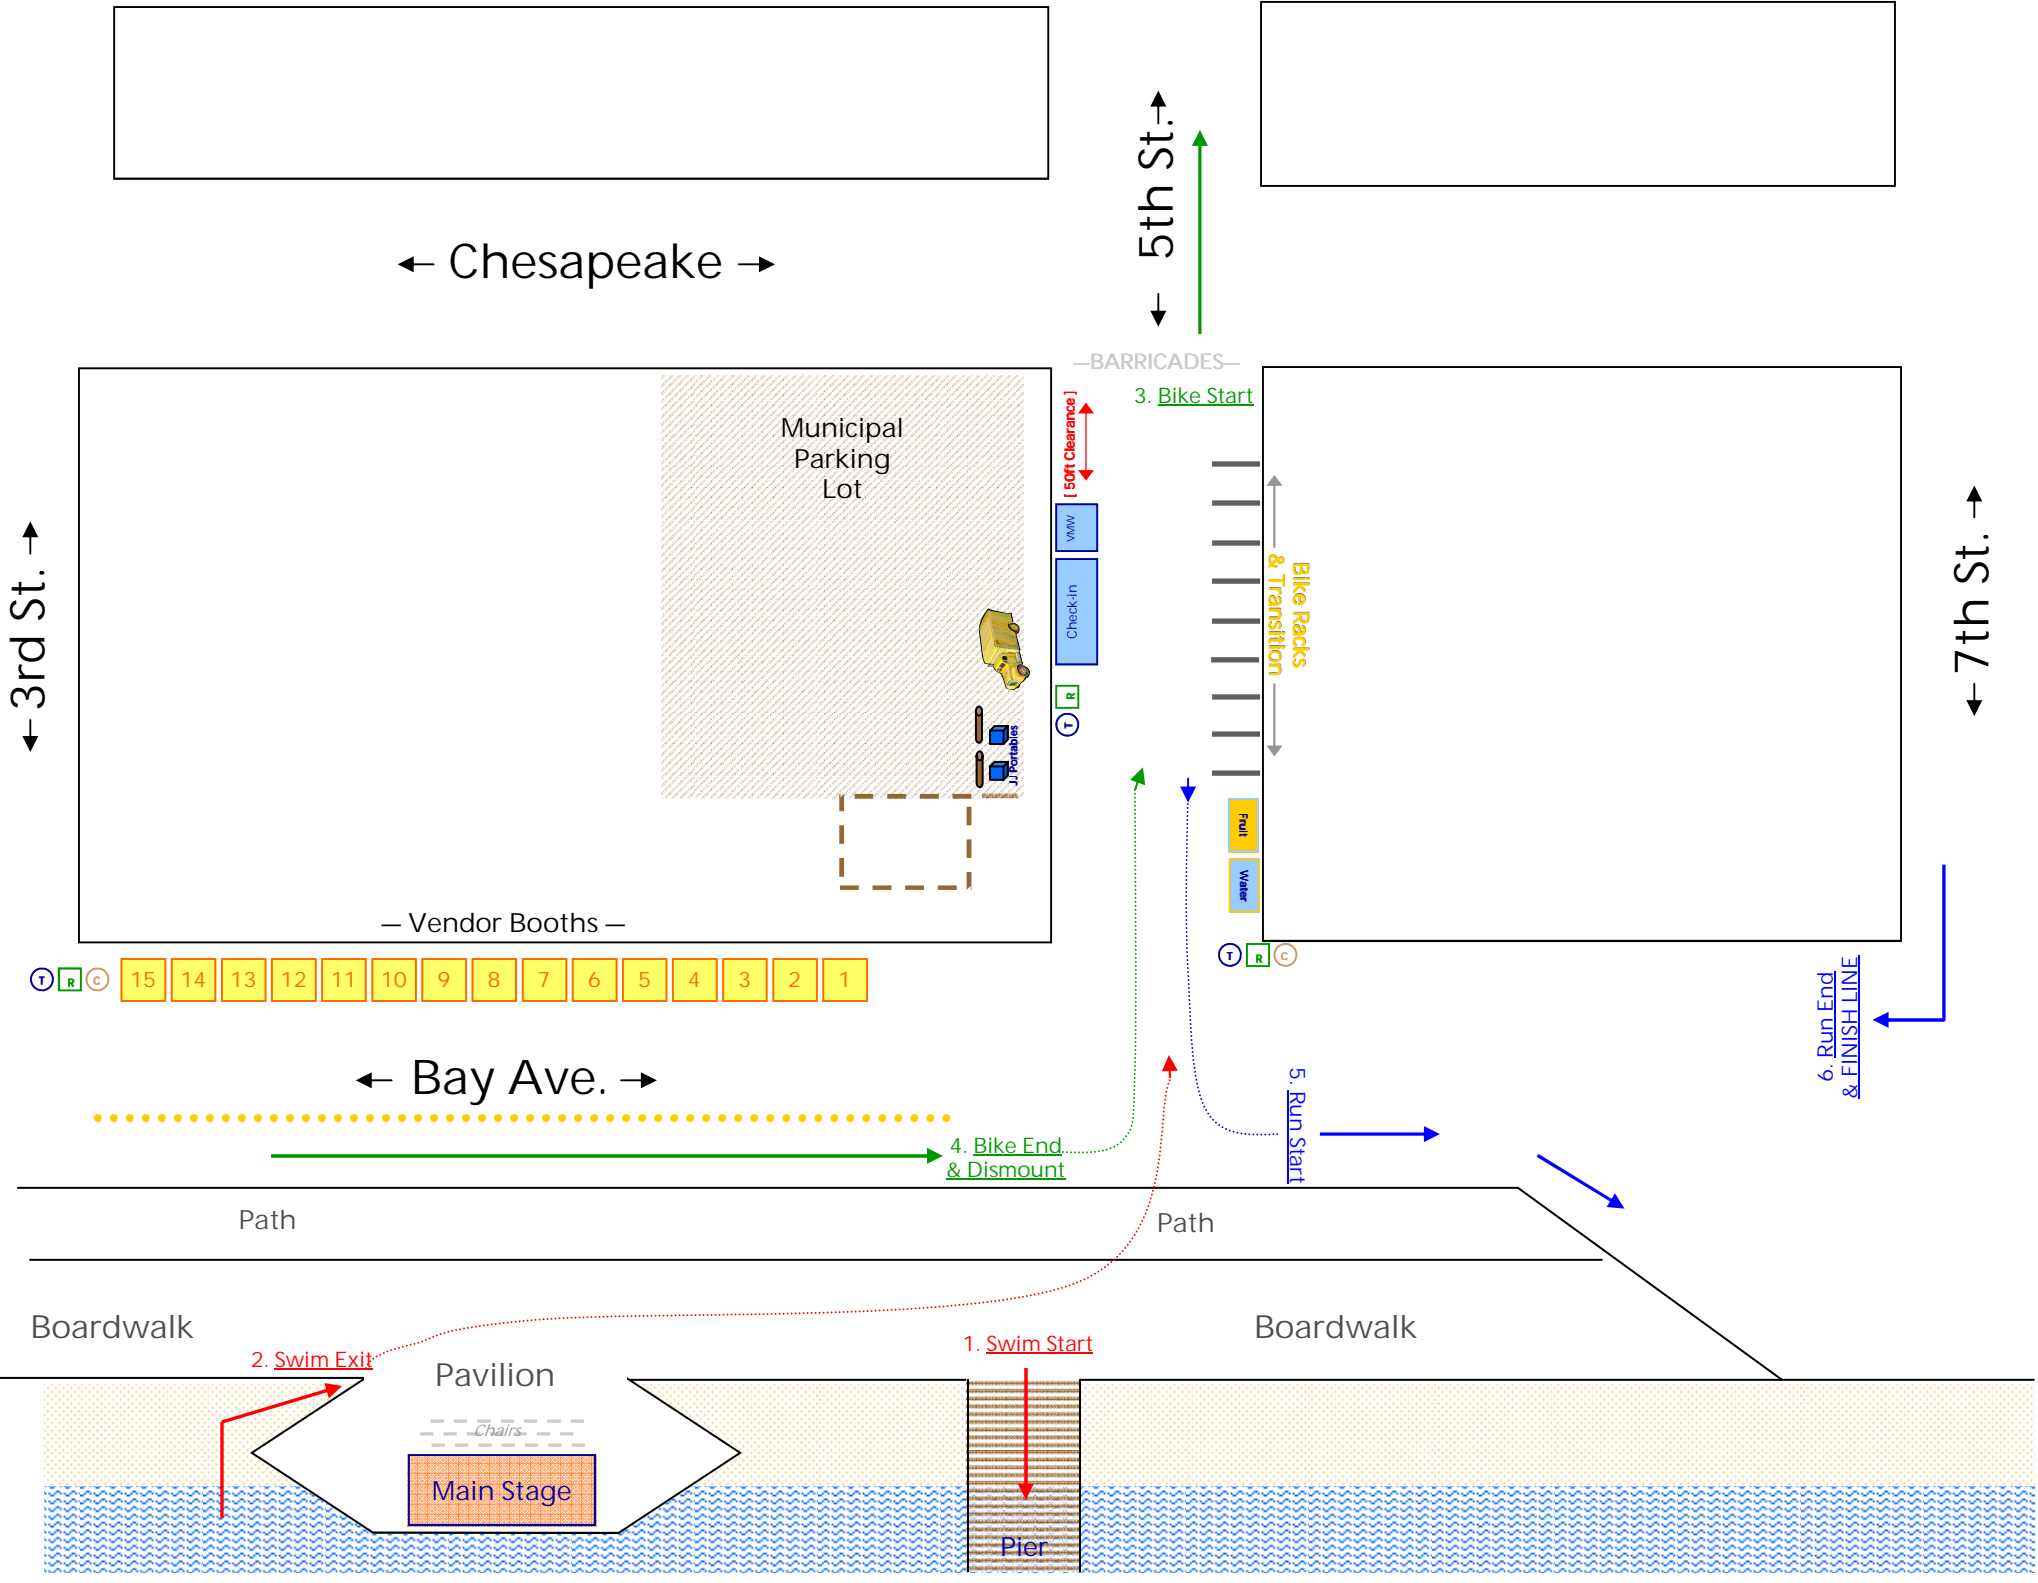 5th St.
Chesapeake
—BARRICADES—
3. Bike Start
[ 50ft Clearance ]
Municipal
Parking
Lot
VMW
Check-in
Bike Racks
& Transition
3rd St.
7th St.
R
T
J.J Portables
Fruit
Water
— Vendor Booths —
T R C
15 14 13 12 11 10 9 8 7 6 5 4 3 2 1
T R C
6. Run End
& FINISH LINE
Bay Ave.
5. Run Start
4. Bike End
& Dismount
Path
Path
Boardwalk
Boardwalk
2. Swim Exit
1. Swim Start
Pavilion
Chairs
Main Stage
Pier